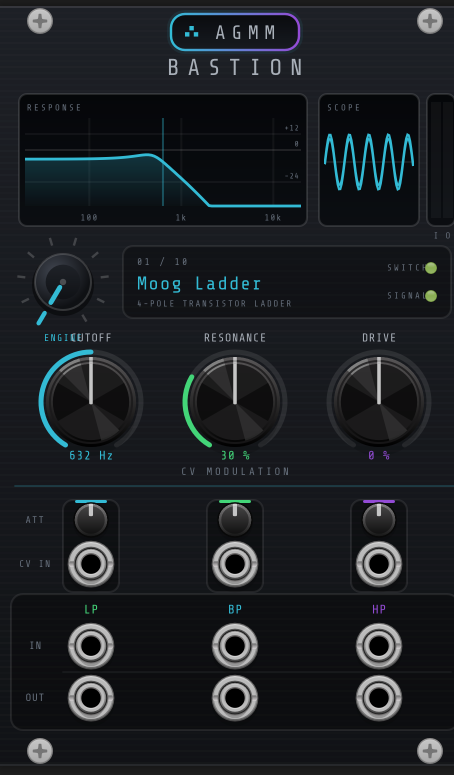 AGMM
BASTION
RESPONSE
SCOPE
+12
0
-24
100 1k 10k
I O
01 / 10
Moog Ladder
4-POLE TRANSISTOR LADDER
SWITCH
SIGNAL
ENGINE
CUTOFF RESONANCE DRIVE
632 Hz 30 % 0 %
CV MODULATION
ATT
CV IN
LP BP HP
IN
OUT